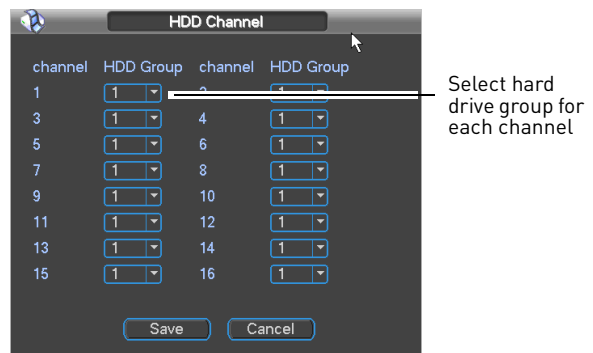 HDD Channel
channel HDD Group channel HDD Group
1 1 2 1
3 1 4 1
5 1 6 1
7 1 8 1
9 1 10 1
11 1 12 1
13 1 14 1
15 1 16 1
Save Cancel
Select hard
drive group for
each channel